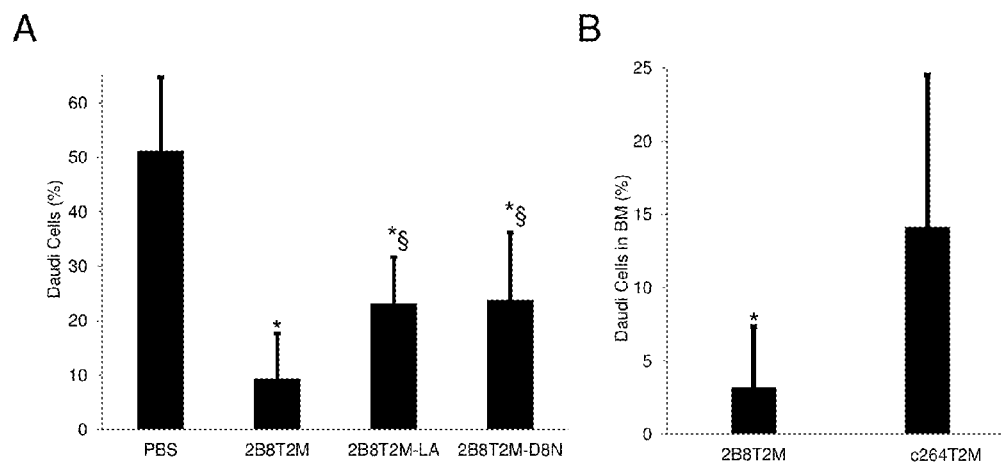 A
Daudi Cells (%)
60
50
40
30
20
10
0
*
*§
*§
PBS
2B8T2M
2B8T2M-LA
2B8T2M-D8N
B
Daudi Cells in BM (%)
25
20
15
10
5
0
*
2B8T2M
c264T2M